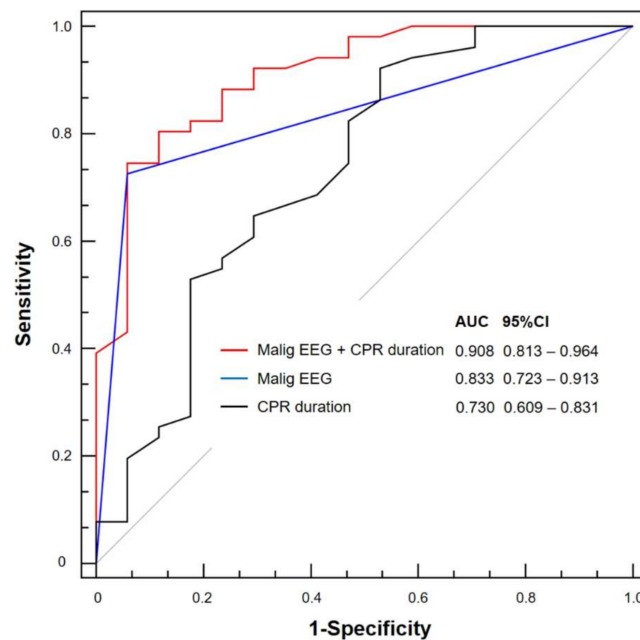 1.0
0.8
0.6
0.4
0.2
0
Sensitivity
AUC 95%CI
Malig EEG + CPR duration 0.908 0.813 – 0.964
Malig EEG 0.833 0.723 – 0.913
CPR duration 0.730 0.609 – 0.831
0 0.2 0.4 0.6 0.8 1.0
1-Specificity